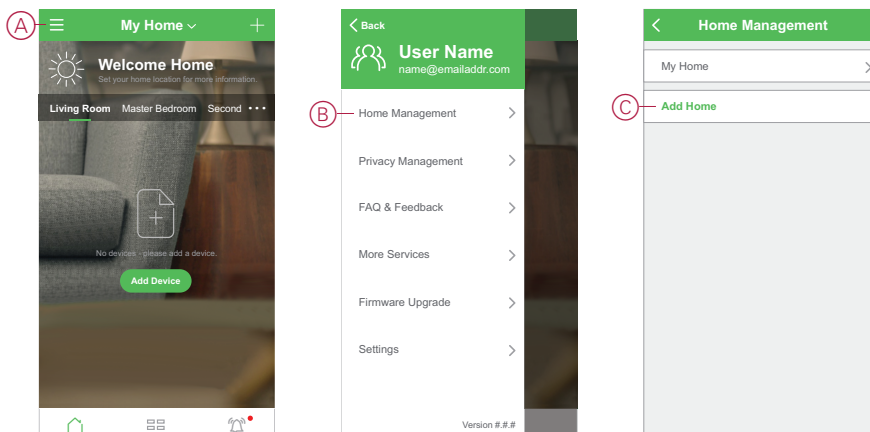 A
My Home
Welcome Home
Set your home location for more information.
Living Room Master Bedroom Second
No devices - please add a device.
Add Device
Back
User Name
name@emailaddr.com
B
Home Management
Privacy Management
FAQ & Feedback
More Services
Firmware Upgrade
Settings
Version #.#.#
Home Management
My Home
C
Add Home